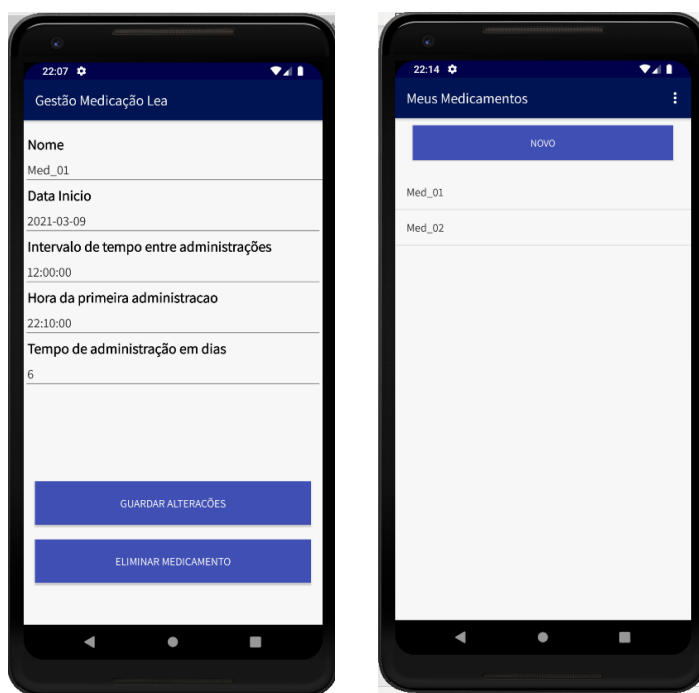 22:07
Gestão Medicação Lea
Nome
Med_01
Data Inicio
2021-03-09
Intervalo de tempo entre administrações
12:00:00
Hora da primeira administracao
22:10:00
Tempo de administração em dias
6
GUARDAR ALTERACÕES
ELIMINAR MEDICAMENTO
22:14
Meus Medicamentos
NOVO
Med_01
Med_02